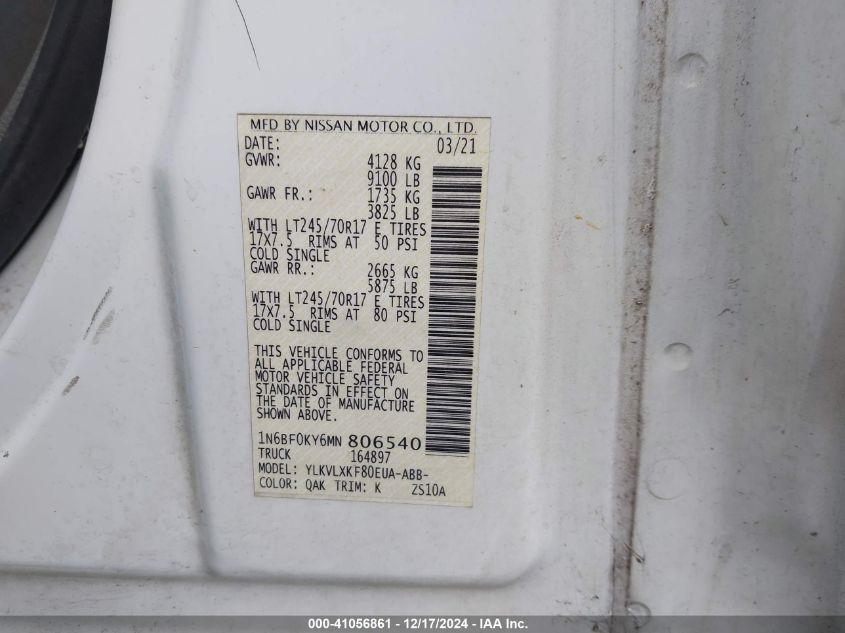 MFD BY NISSAN MOTOR CO., LTD.
DATE: 03/21
GVWR: 4128 KG
9100 LB
GAWR FR.: 1735 KG
3825 LB
WITH LT245/70R17 E TIRES
17X7.5 RIMS AT 50 PSI
COLD SINGLE
GAWR RR.: 2665 KG
5875 LB
WITH LT245/70R17 E TIRES
17X7.5 RIMS AT 80 PSI
COLD SINGLE
THIS VEHICLE CONFORMS TO
ALL APPLICABLE FEDERAL
MOTOR VEHICLE SAFETY
STANDARDS IN EFFECT ON
THE DATE OF MANUFACTURE
SHOWN ABOVE.
1N6BF0KY6MN 806540
TRUCK 164897
MODEL: YLKVLXKF80EUA-ABB-
COLOR: QAK TRIM: K ZS10A
000-41056861 - 12/17/2024 - IAA Inc.